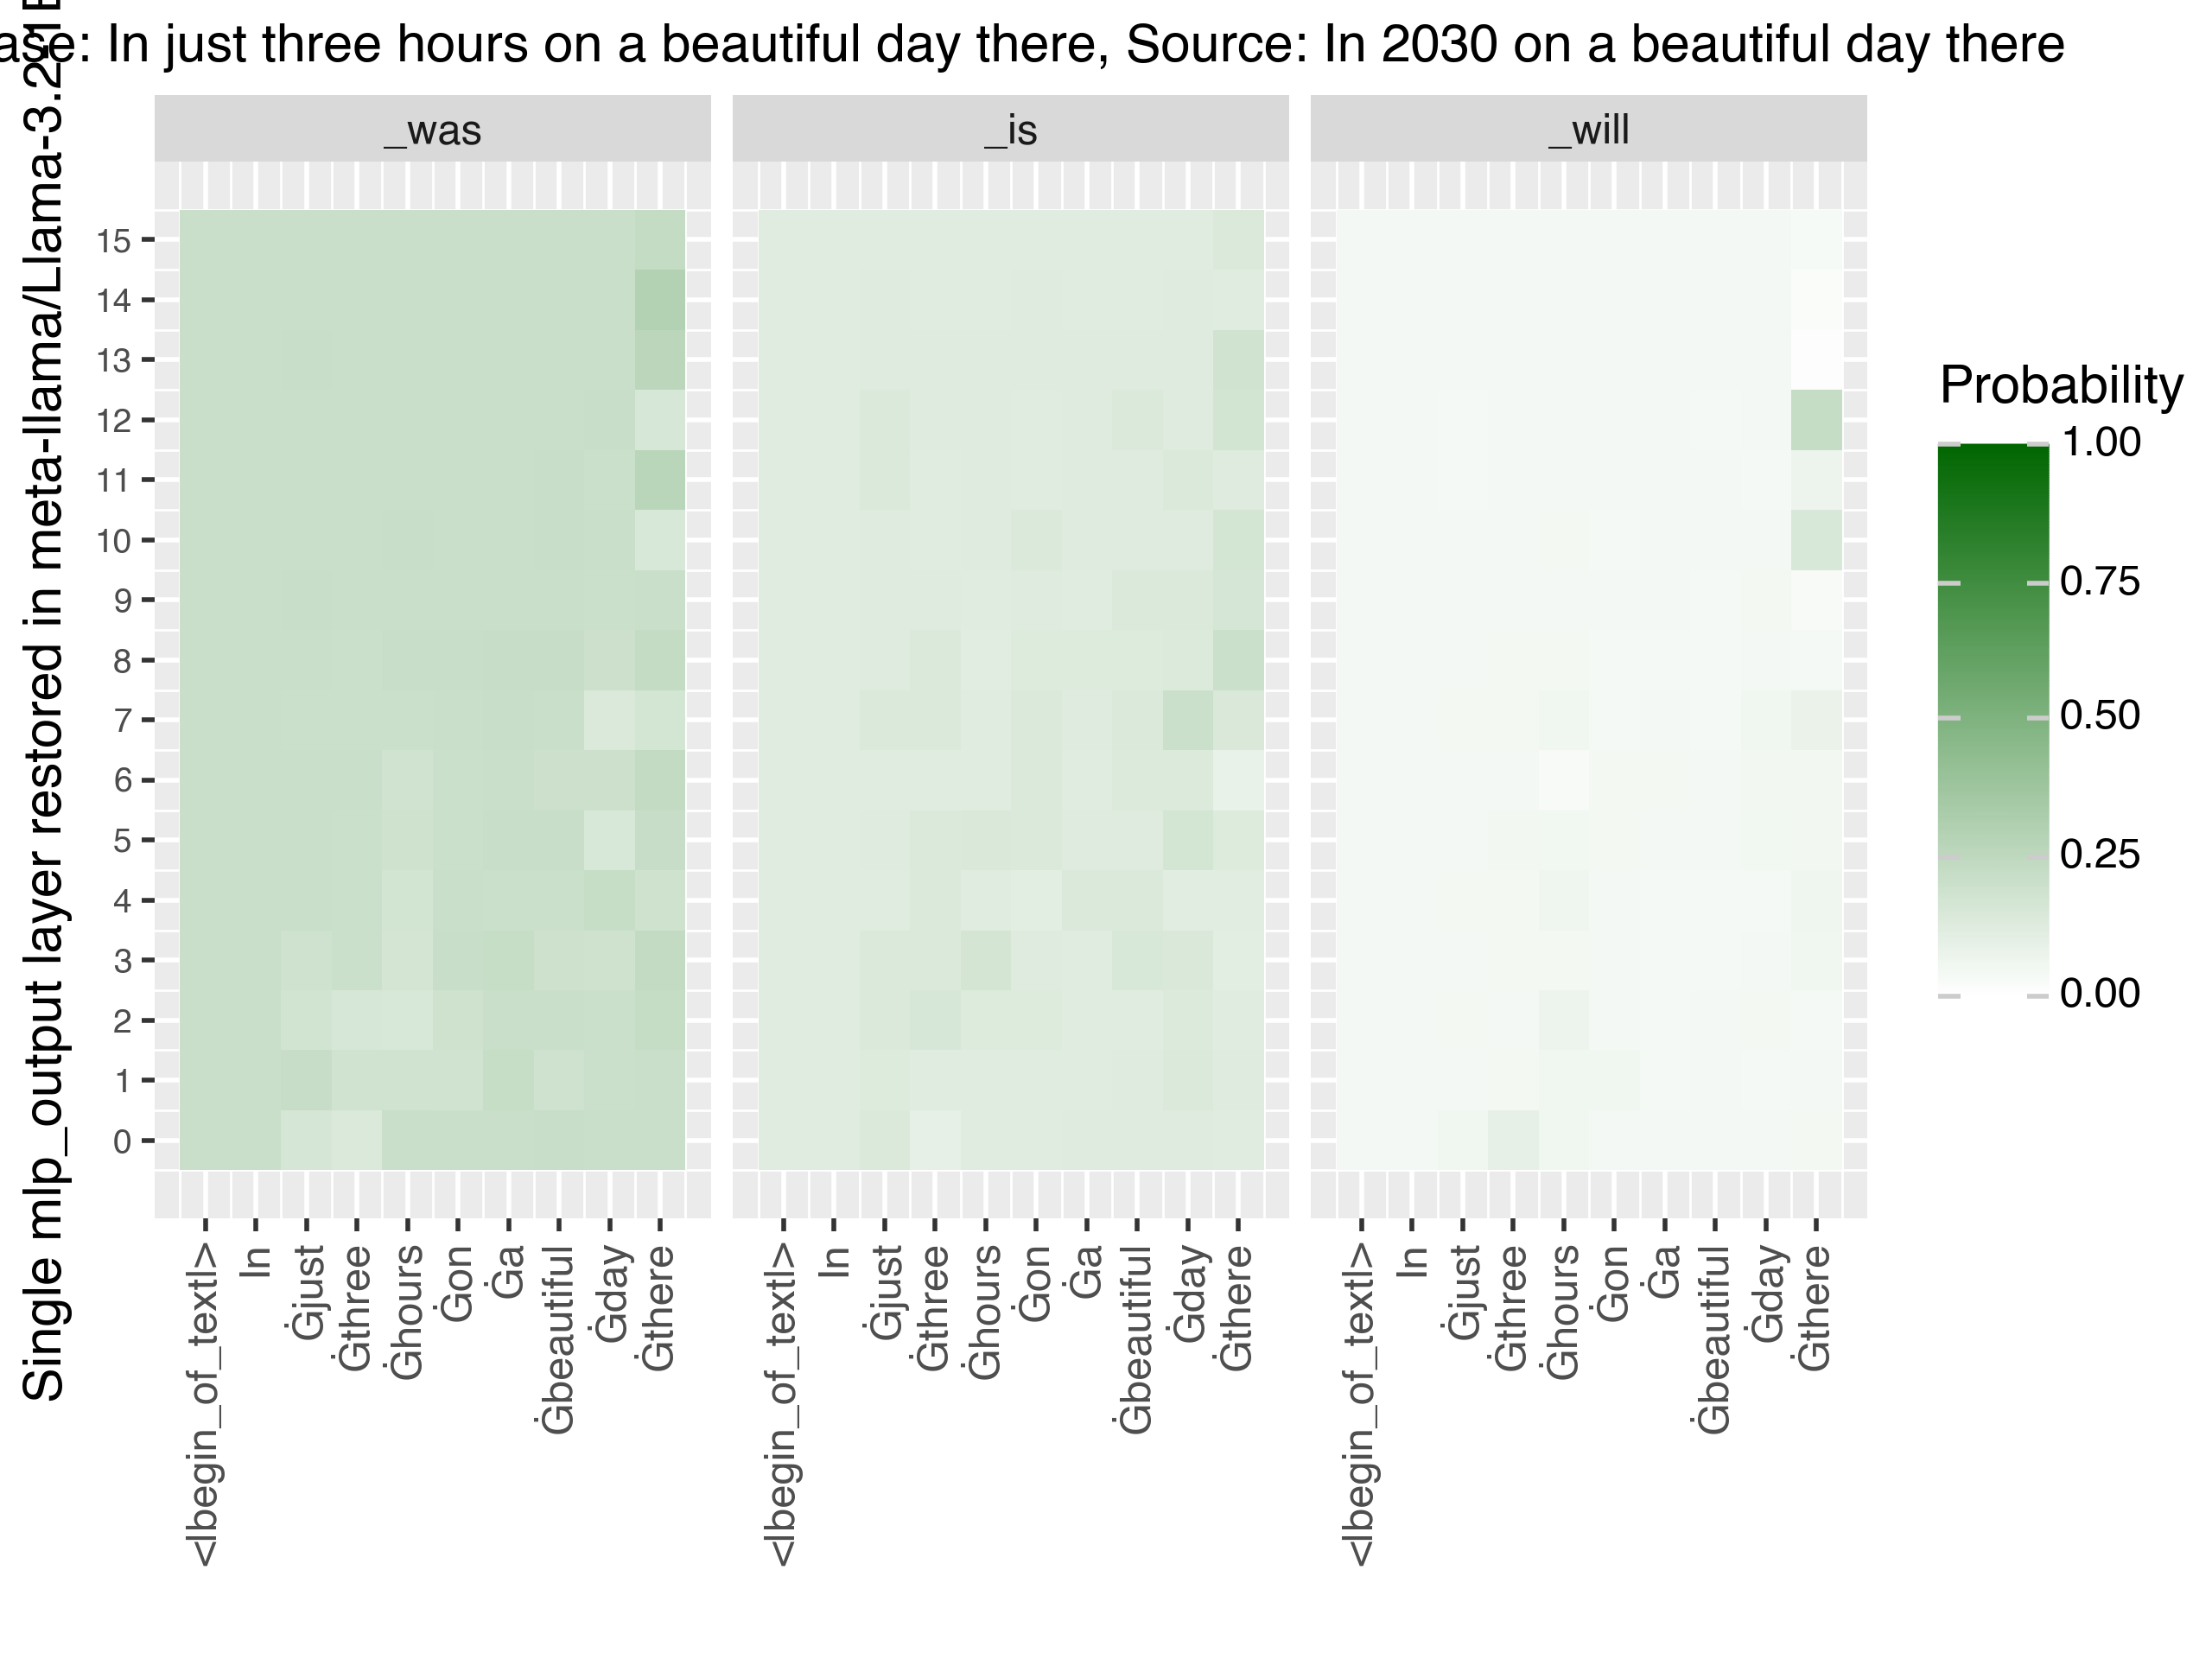 ase: In just three hours on a beautiful day there, Source: In 2030 on a beautiful day there
Single mlp_output layer restored in meta-llama/Llama-3.2-1B
_was
_is
_will
15
14
13
12
11
10
9
8
7
6
5
4
3
2
1
0
<|begin_of_text|>
In
Ġjust
Ġthree
Ġhours
Ġon
Ġa
Ġbeautiful
Ġday
Ġthere
<|begin_of_text|>
In
Ġjust
Ġthree
Ġhours
Ġon
Ġa
Ġbeautiful
Ġday
Ġthere
<|begin_of_text|>
In
Ġjust
Ġthree
Ġhours
Ġon
Ġa
Ġbeautiful
Ġday
Ġthere
Probability
1.00
0.75
0.50
0.25
0.00